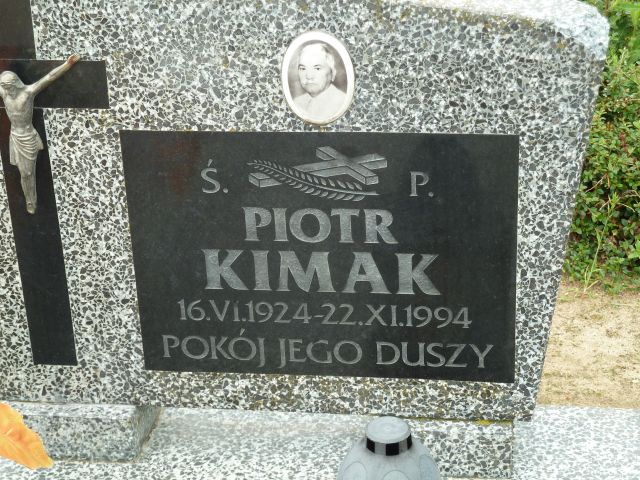 Ś. P.
PIOTR
KIMAK
16.VI.1924-22.XI.1994
POKÓJ JEGO DUSZY